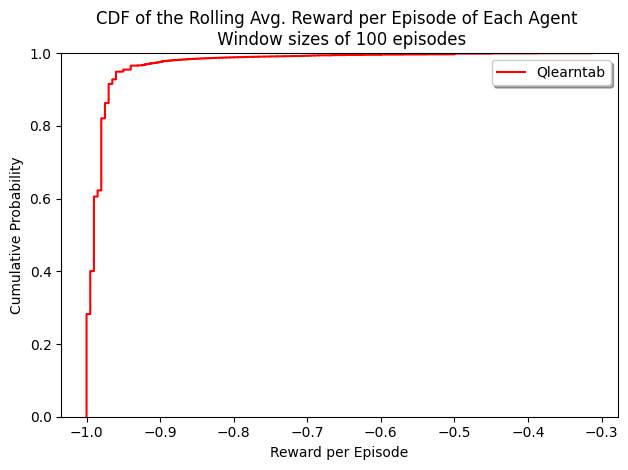 CDF of the Rolling Avg. Reward per Episode of Each Agent
Window sizes of 100 episodes
Qlearntab
1.0
0.8
0.6
0.4
0.2
0.0
Cumulative Probability
−1.0 −0.9 −0.8 −0.7 −0.6 −0.5 −0.4 −0.3
Reward per Episode